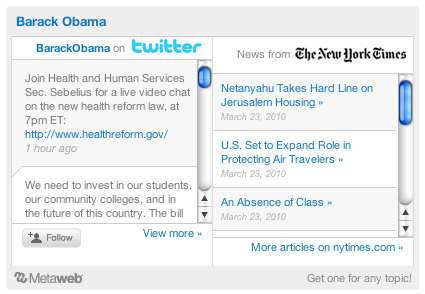 Barack Obama
BarackObama on twitter
Join Health and Human Services
Sec. Sebelius for a live video chat
on the new health reform law, at
7pm ET:
http://www.healthreform.gov/
1 hour ago
We need to invest in our students,
our community colleges, and in
the future of this country. The bill
Follow
View more »
News from The New York Times
Netanyahu Takes Hard Line on
Jerusalem Housing »
March 23, 2010
U.S. Set to Expand Role in
Protecting Air Travelers »
March 23, 2010
An Absence of Class »
March 23, 2010
More articles on nytimes.com »
Metaweb
Get one for any topic!